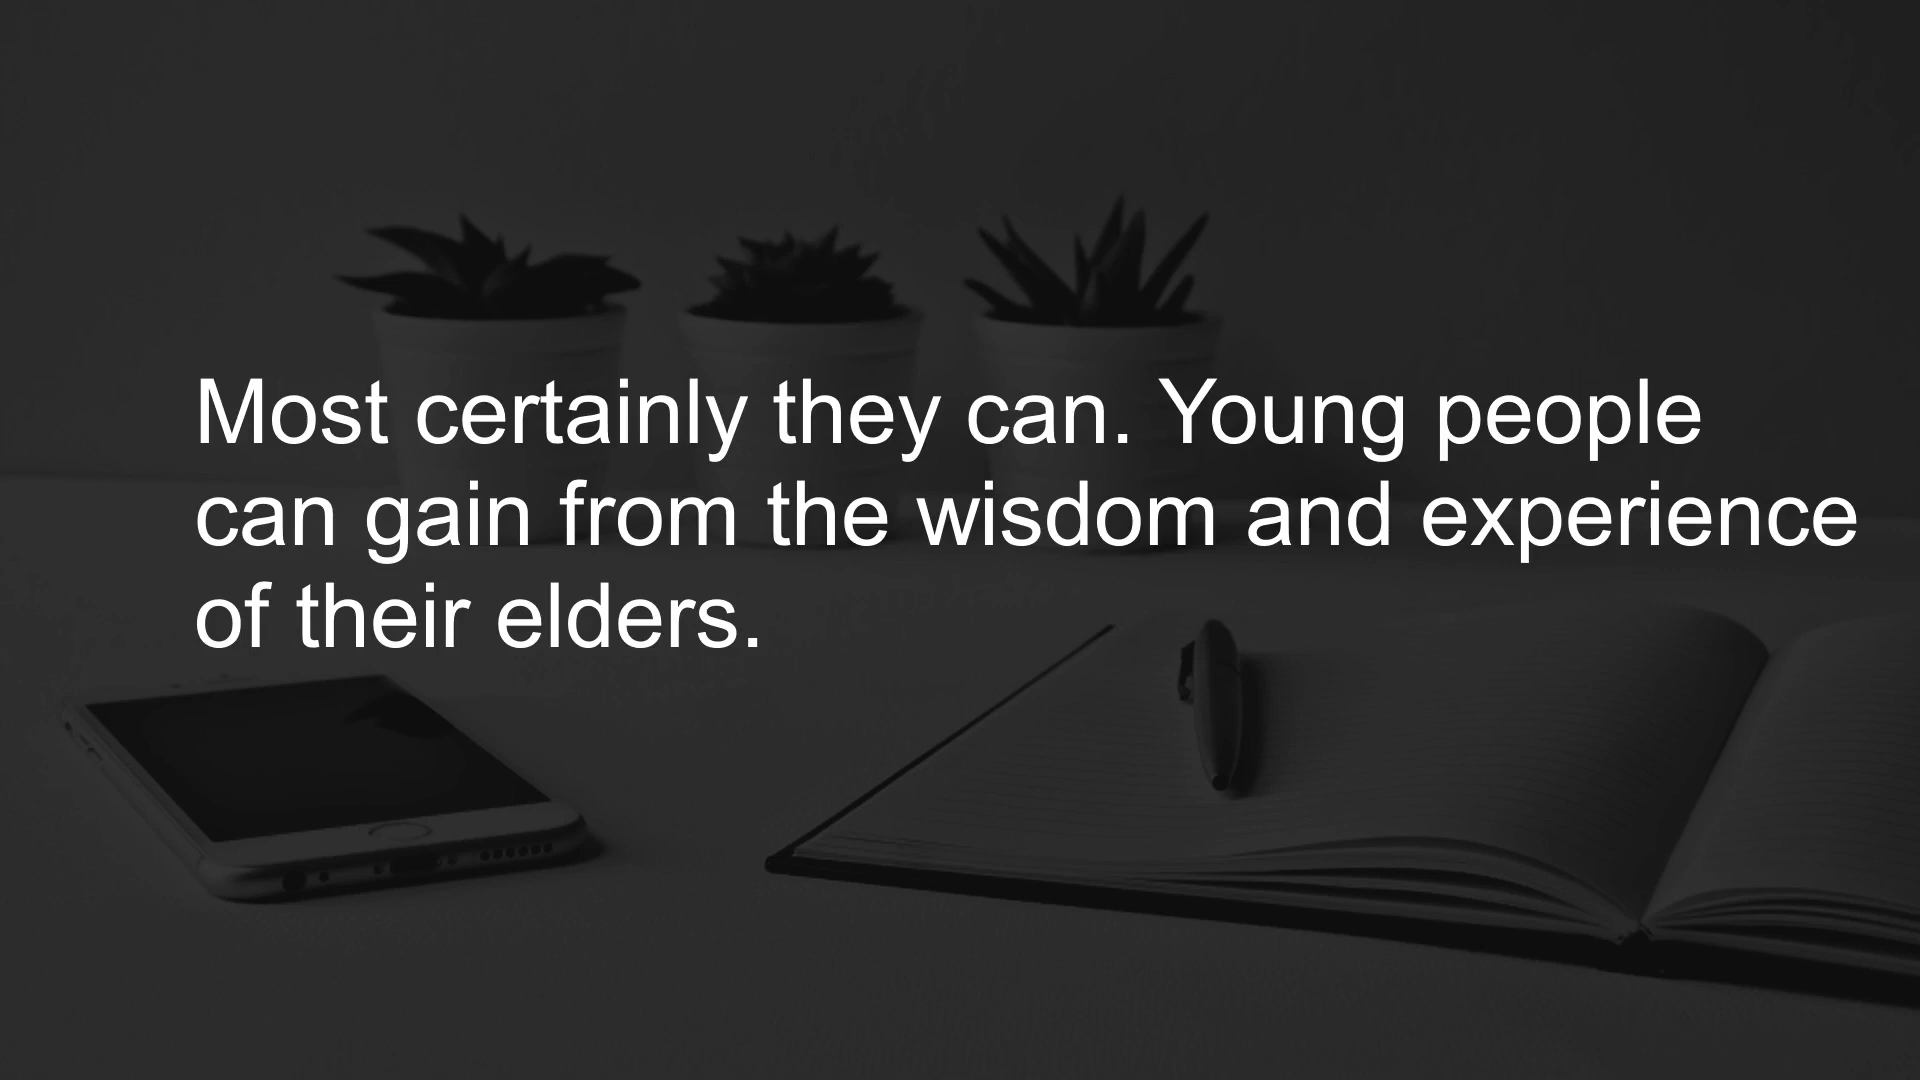 Most certainly they can. Young people
can gain from the wisdom and experience
of their elders.